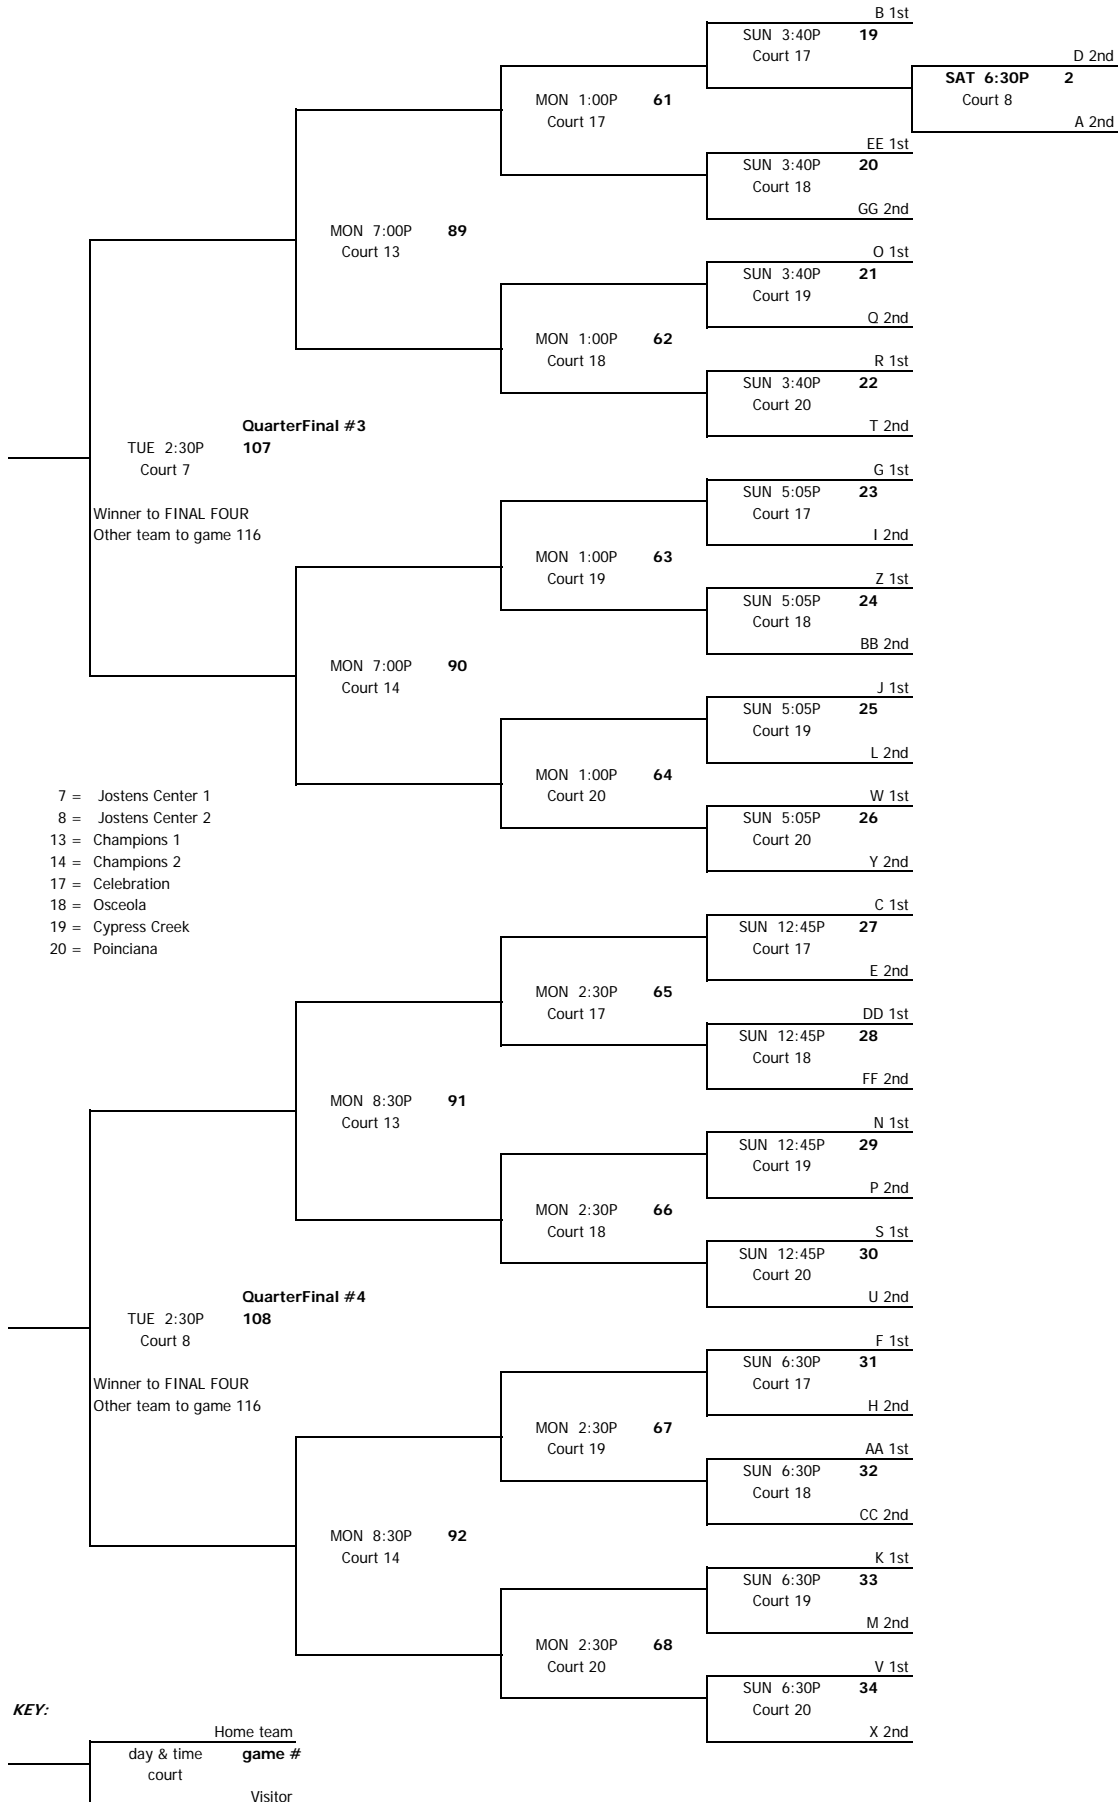 B 1st
SUN 3:40P 19
Court 17
D 2nd
SAT 6:30P 2
Court 8
A 2nd
MON 1:00P 61
Court 17
EE 1st
SUN 3:40P 20
Court 18
GG 2nd
MON 7:00P 89
Court 13
O 1st
SUN 3:40P 21
Court 19
Q 2nd
MON 1:00P 62
Court 18
R 1st
SUN 3:40P 22
Court 20
T 2nd
QuarterFinal #3
TUE 2:30P 107
Court 7
Winner to FINAL FOUR
Other team to game 116
G 1st
SUN 5:05P 23
Court 17
I 2nd
MON 1:00P 63
Court 19
Z 1st
SUN 5:05P 24
Court 18
BB 2nd
MON 7:00P 90
Court 14
J 1st
SUN 5:05P 25
Court 19
L 2nd
MON 1:00P 64
Court 20
W 1st
SUN 5:05P 26
Court 20
Y 2nd
7 = Jostens Center 1
8 = Jostens Center 2
13 = Champions 1
14 = Champions 2
17 = Celebration
18 = Osceola
19 = Cypress Creek
20 = Poinciana
C 1st
SUN 12:45P 27
Court 17
E 2nd
MON 2:30P 65
Court 17
DD 1st
SUN 12:45P 28
Court 18
FF 2nd
MON 8:30P 91
Court 13
N 1st
SUN 12:45P 29
Court 19
P 2nd
MON 2:30P 66
Court 18
S 1st
SUN 12:45P 30
Court 20
U 2nd
QuarterFinal #4
TUE 2:30P 108
Court 8
Winner to FINAL FOUR
Other team to game 116
F 1st
SUN 6:30P 31
Court 17
H 2nd
MON 2:30P 67
Court 19
AA 1st
SUN 6:30P 32
Court 18
CC 2nd
MON 8:30P 92
Court 14
K 1st
SUN 6:30P 33
Court 19
M 2nd
MON 2:30P 68
Court 20
V 1st
SUN 6:30P 34
Court 20
X 2nd
KEY:
Home team
day & time game #
court
Visitor